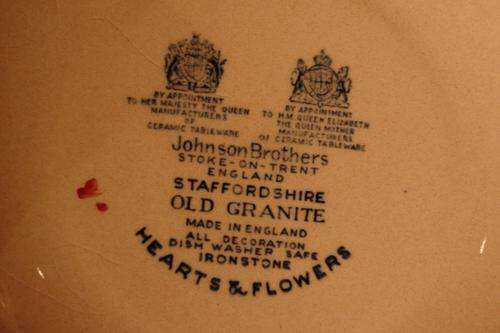 BY APPOINTMENT
TO HER MAJESTY THE QUEEN
MANUFACTURERS
OF
CERAMIC TABLEWARE
BY APPOINTMENT
TO H.M. QUEEN ELIZABETH
THE QUEEN MOTHER
MANUFACTURERS
OF CERAMIC TABLEWARE
Johnson Brothers
STOKE-ON-TRENT
ENGLAND
STAFFORDSHIRE
OLD GRANITE
MADE IN ENGLAND
ALL DECORATION
DISH WASHER SAFE
IRONSTONE
HEARTS & FLOWERS